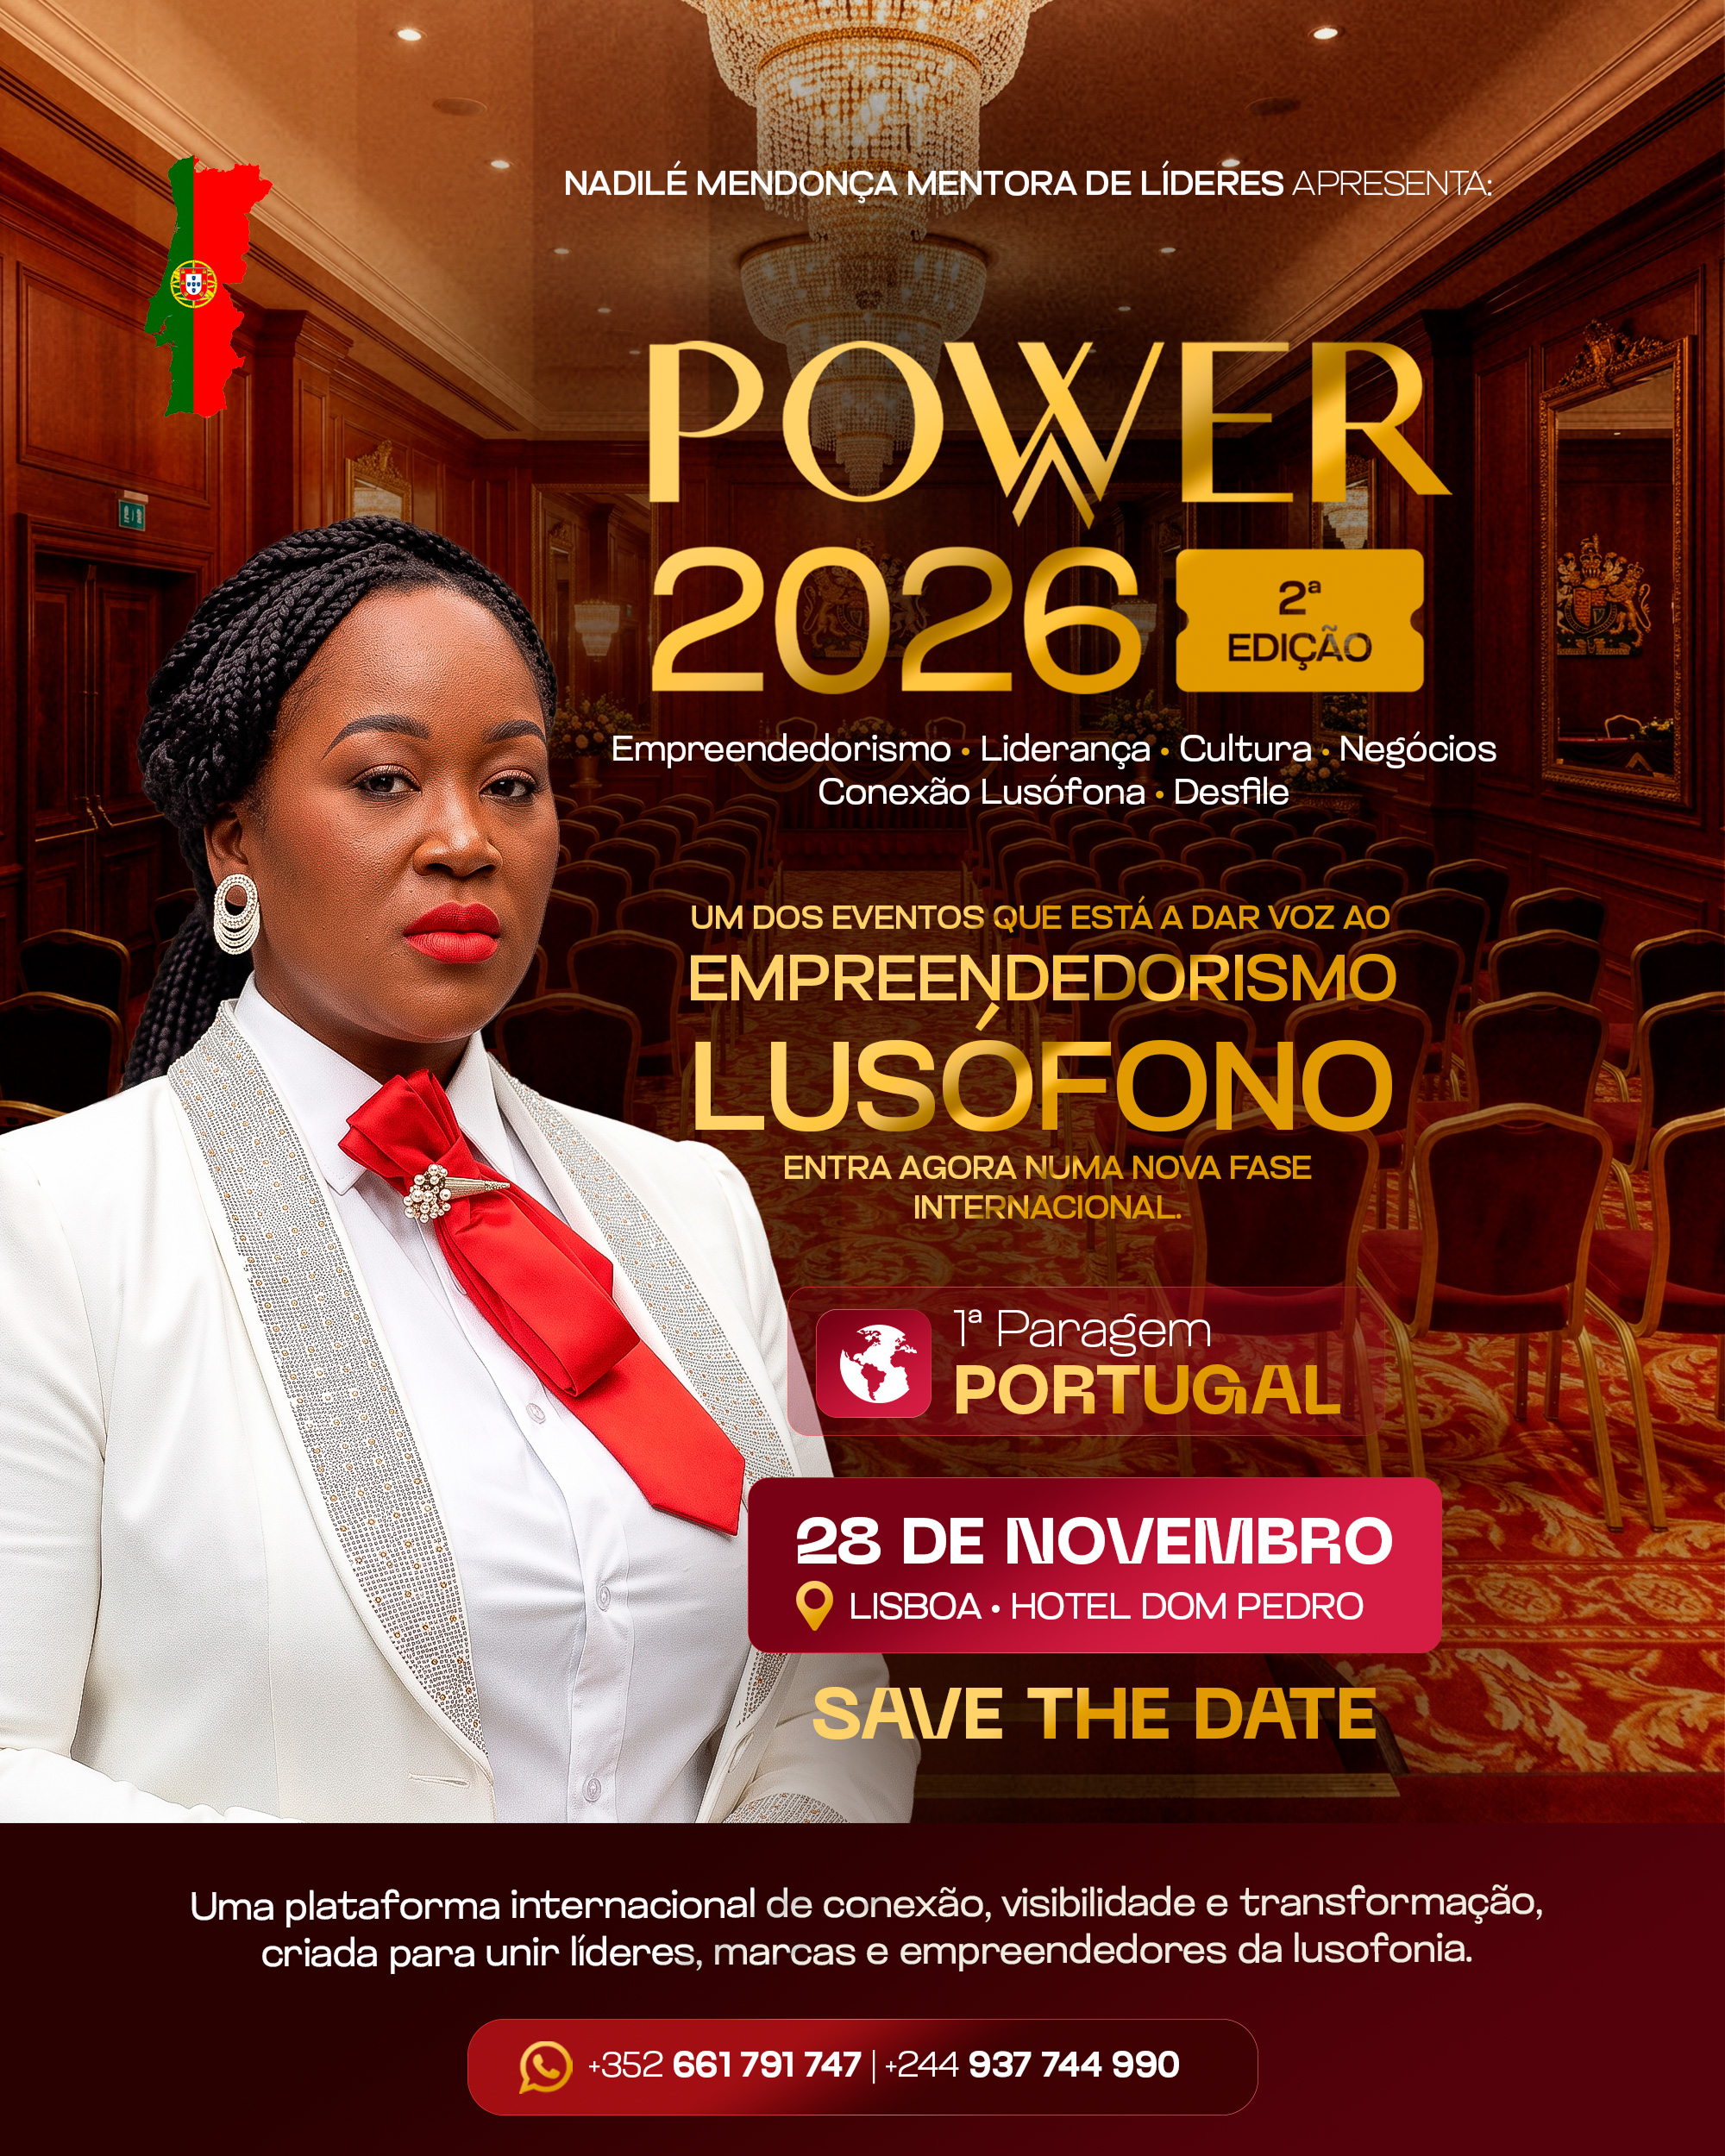 NADILÉ MENDONÇA MENTORA DE LÍDERES APRESENTA:
POWER
2026
2ª
EDIÇÃO
Empreendedorismo • Liderança • Cultura • Negócios
Conexão Lusófona • Desfile
UM DOS EVENTOS QUE ESTÁ A DAR VOZ AO
EMPREENDEDORISMO
LUSÓFONO
ENTRA AGORA NUMA NOVA FASE
INTERNACIONAL.
1ª Paragem
PORTUGAL
28 DE NOVEMBRO
LISBOA • HOTEL DOM PEDRO
SAVE THE DATE
Uma plataforma internacional de conexão, visibilidade e transformação,
criada para unir líderes, marcas e empreendedores da lusofonia.
+352 661 791 747 | +244 937 744 990